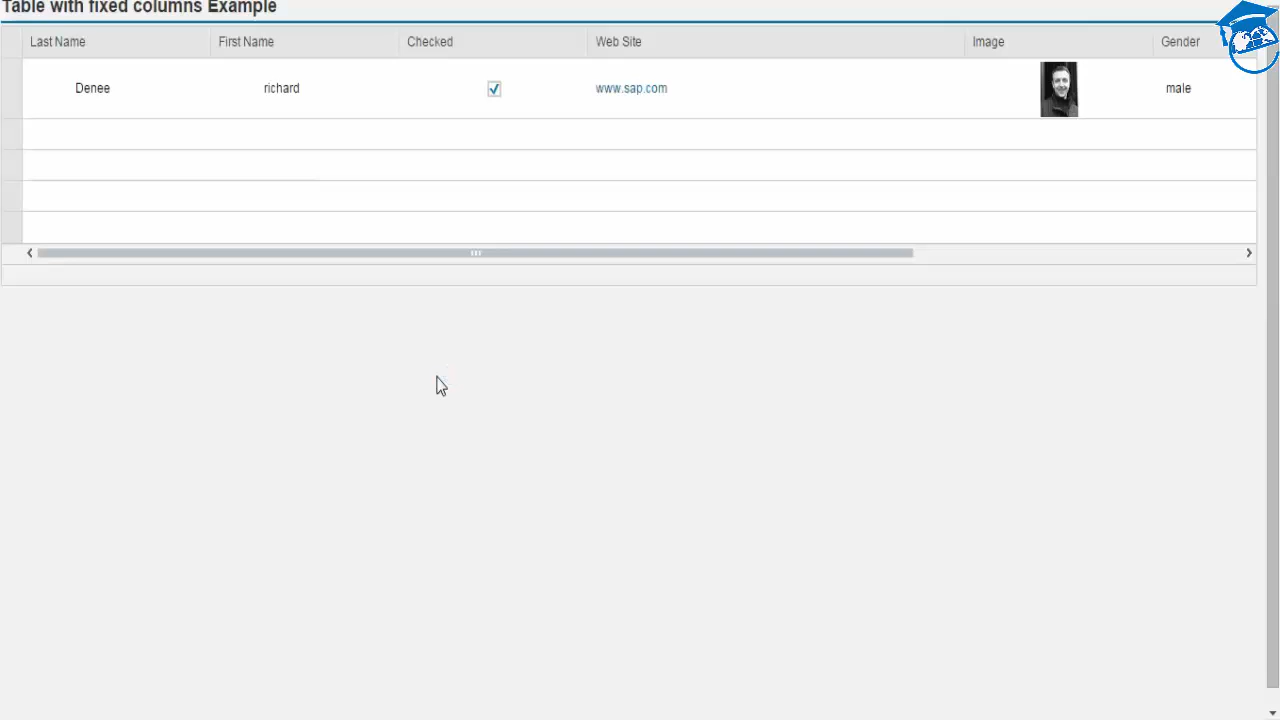 Table with fixed columns Example
Last Name First Name Checked Web Site Image Gender
Denee richard www.sap.com male